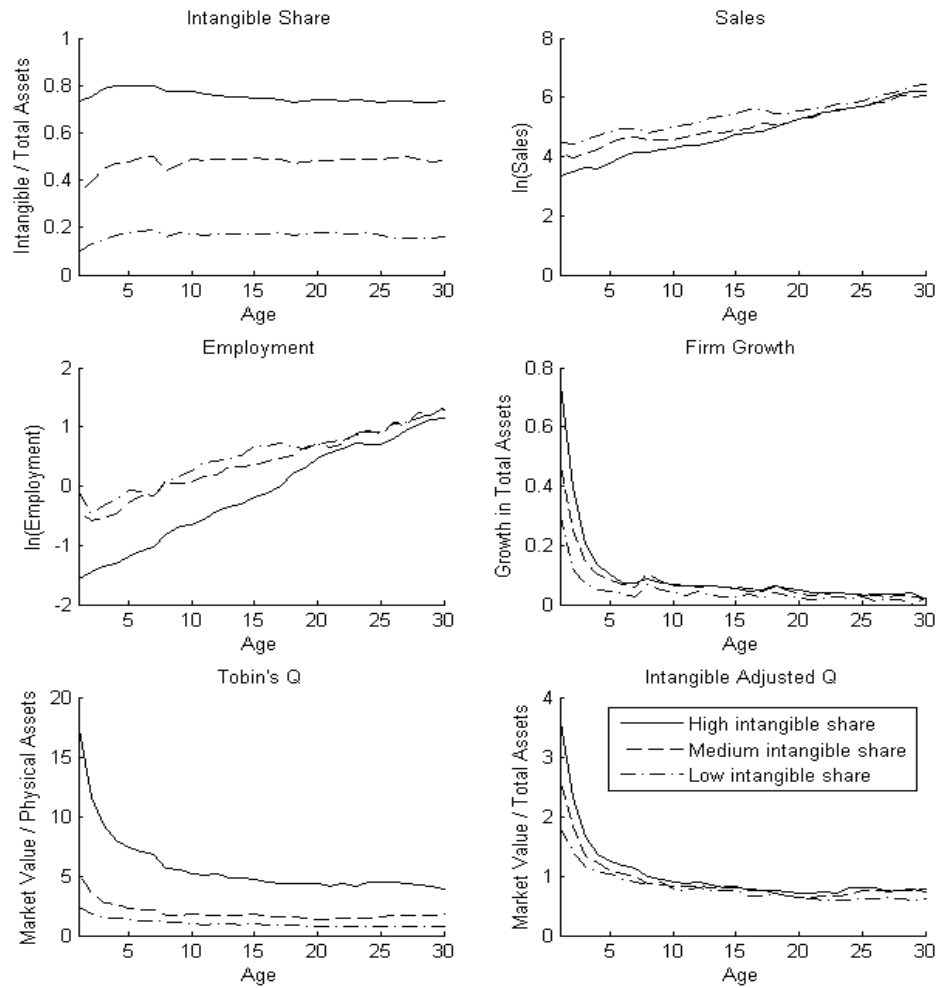 Intangible Share
Intangible / Total Assets
1
0.8
0.6
0.4
0.2
0
5 10 15 20 25 30
Age
Sales
ln(Sales)
8
6
4
2
0
5 10 15 20 25 30
Age
Employment
ln(Employment)
2
1
0
-1
-2
5 10 15 20 25 30
Age
Firm Growth
Growth in Total Assets
0.8
0.6
0.4
0.2
0
5 10 15 20 25 30
Age
Tobin's Q
Market Value / Physical Assets
20
15
10
5
0
5 10 15 20 25 30
Age
Intangible Adjusted Q
Market Value / Total Assets
4
3
2
1
0
High intangible share
Medium intangible share
Low intangible share
5 10 15 20 25 30
Age